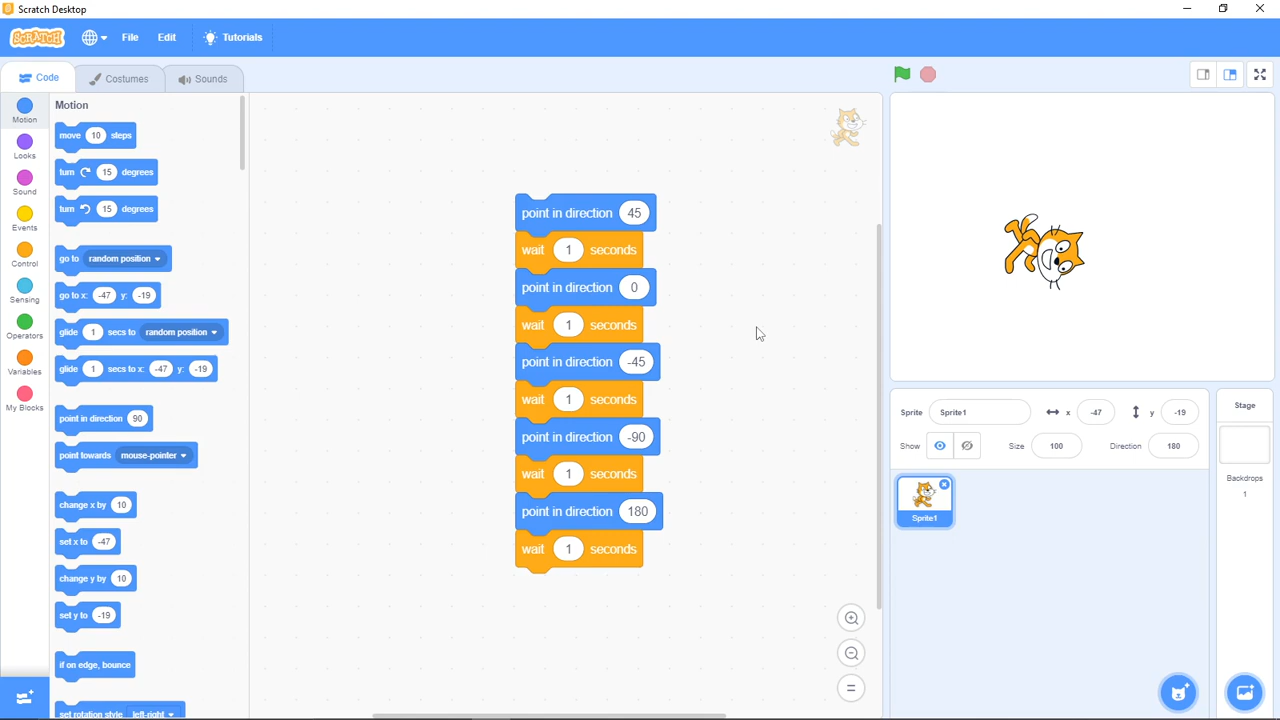 Scratch Desktop
SCRATCH File Edit Tutorials
Code Costumes Sounds
Motion
Looks
Sound
Events
Control
Sensing
Operators
Variables
My Blocks
Motion
move 10 steps
turn 15 degrees
turn 15 degrees
go to random position
go to x: -47 y: -19
glide 1 secs to random position
glide 1 secs to x: -47 y: -19
point in direction 90
point towards mouse-pointer
change x by 10
set x to -47
change y by 10
set y to -19
if on edge, bounce
set rotation style left-right
point in direction 45
wait 1 seconds
point in direction 0
wait 1 seconds
point in direction -45
wait 1 seconds
point in direction -90
wait 1 seconds
point in direction 180
wait 1 seconds
Sprite Sprite1 x -47 y -19
Show Size 100 Direction 180
Sprite1
Stage
Backdrops
1